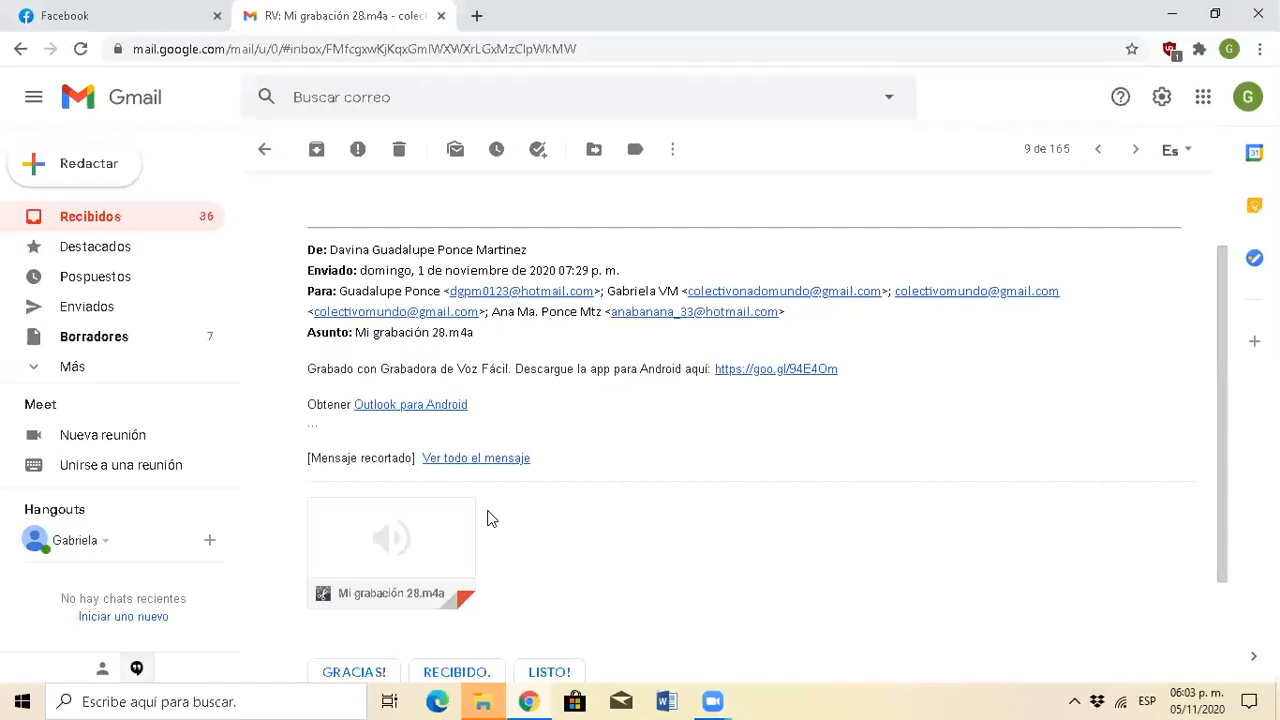 Facebook
RV: Mi grabación 28.m4a - colect
mail.google.com/mail/u/0/#inbox/FMfcgxwKjKqxGmlWXWXrLGxMzClpWkMW
1
G
Gmail
Buscar correo
G
Redactar
9 de 165
Es
31
Recibidos 36
Destacados
Pospuestos
Enviados
Borradores 7
Más
Meet
Nueva reunión
Unirse a una reunión
Hangouts
Gabriela
No hay chats recientes
Iniciar uno nuevo
De: Davina Guadalupe Ponce Martinez
Enviado: domingo, 1 de noviembre de 2020 07:29 p. m.
Para: Guadalupe Ponce <dgpm0123@hotmail.com>; Gabriela VM <colectivonadomundo@gmail.com>; colectivomundo@gmail.com
<colectivomundo@gmail.com>; Ana Ma. Ponce Mtz <anabanana_33@hotmail.com>
Asunto: Mi grabación 28.m4a
Grabado con Grabadora de Voz Fácil. Descargue la app para Android aquí: https://goo.gl/94E4Om
Obtener Outlook para Android
...
[Mensaje recortado] Ver todo el mensaje
Mi grabación 28.m4a
GRACIAS! RECIBIDO. LISTO!
Escribe aquí para buscar.
ESP
06:03 p. m.
05/11/2020